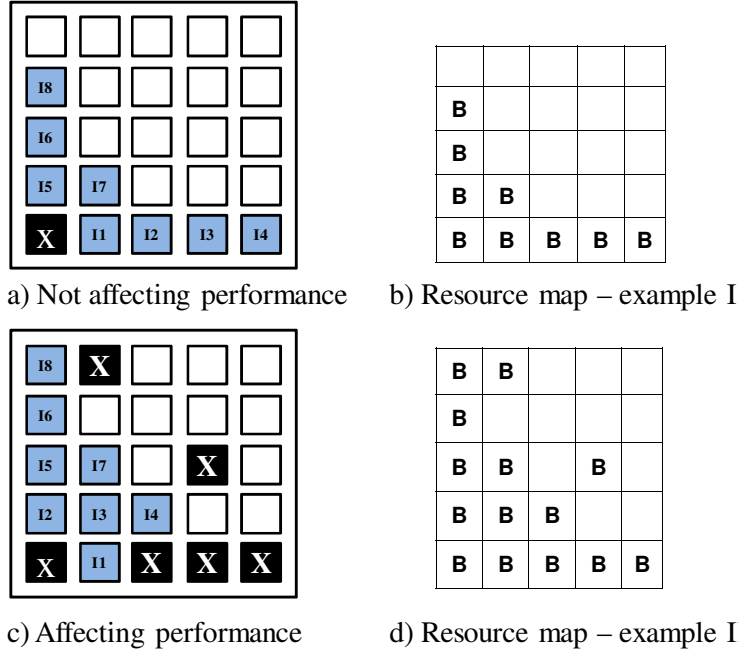 I8
B
I6
B
I5 I7
B B
X I1 I2 I3 I4
B B B B B
a) Not affecting performance
b) Resource map – example I
I8 X
B B
I6
B
I5 I7 X
B B B
I2 I3 I4
B B B
X I1 X X X
B B B B B
c) Affecting performance
d) Resource map – example I